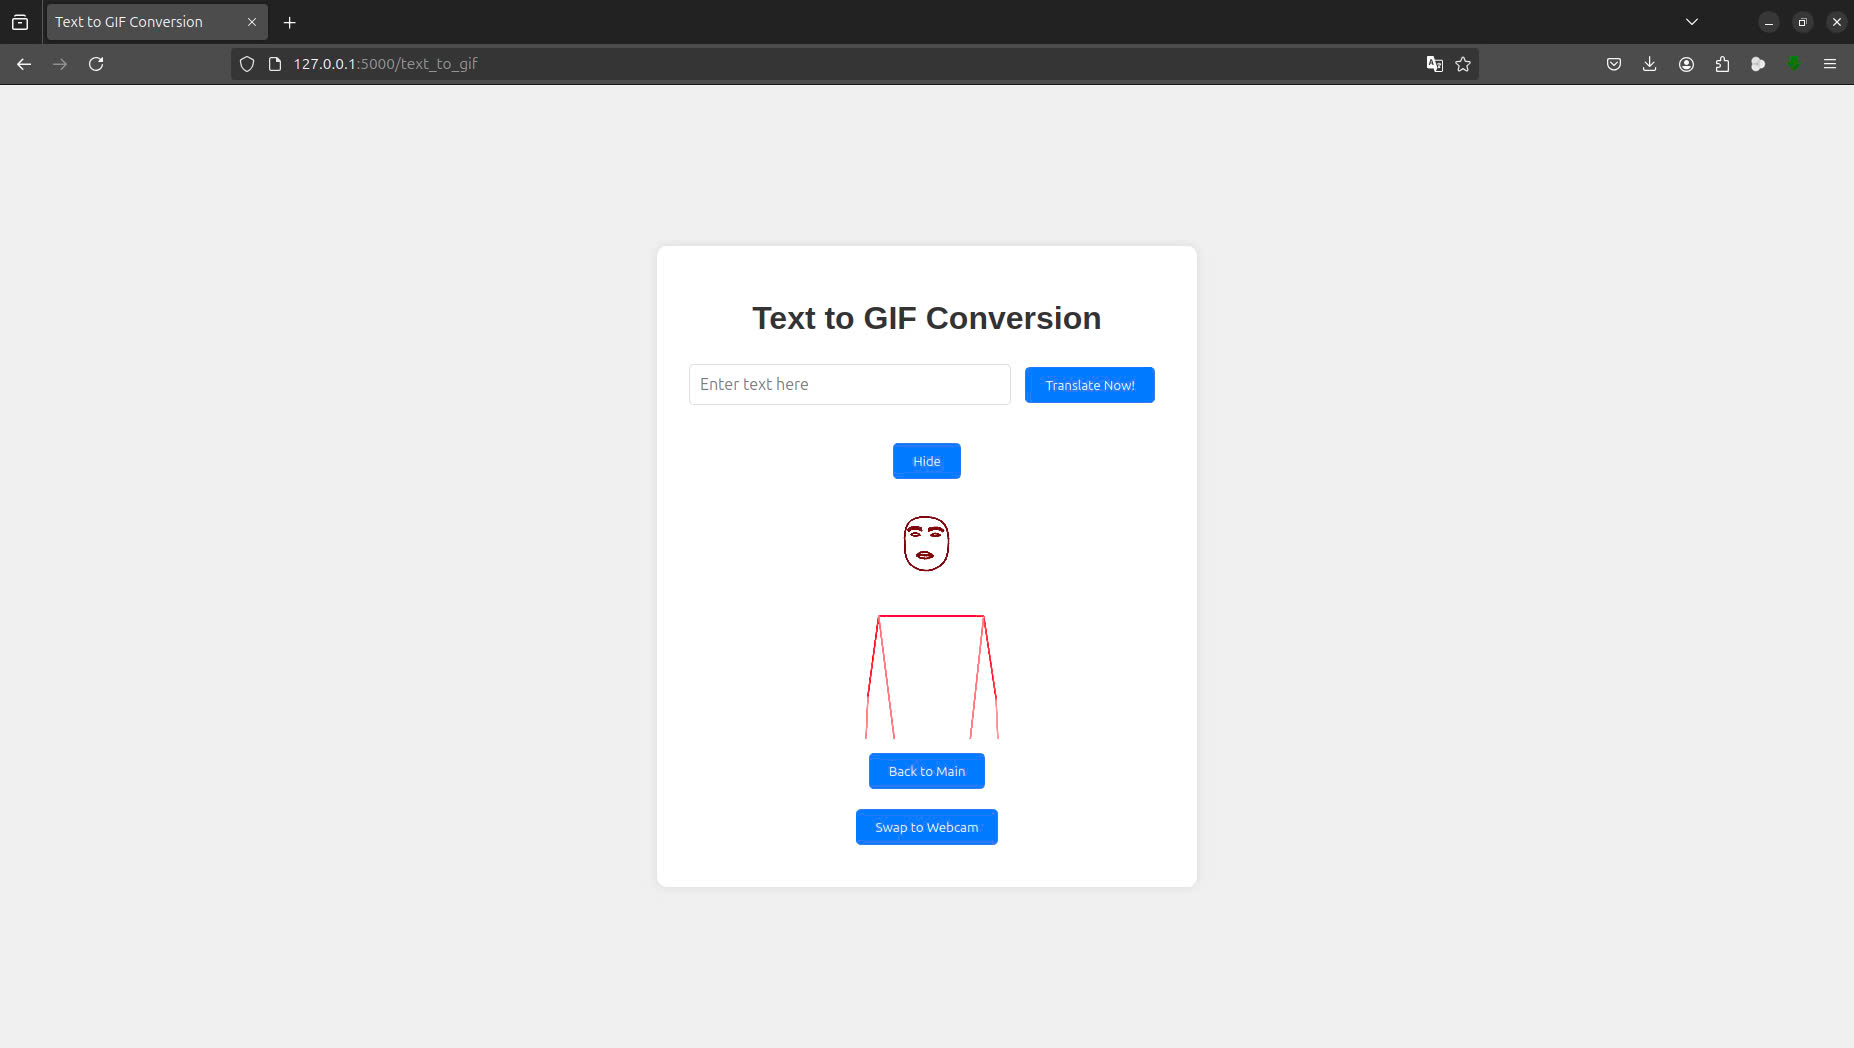 Text to GIF Conversion
127.0.0.1:5000/text_to_gif
Text to GIF Conversion
Enter text here
Translate Now!
Hide
Back to Main
Swap to Webcam